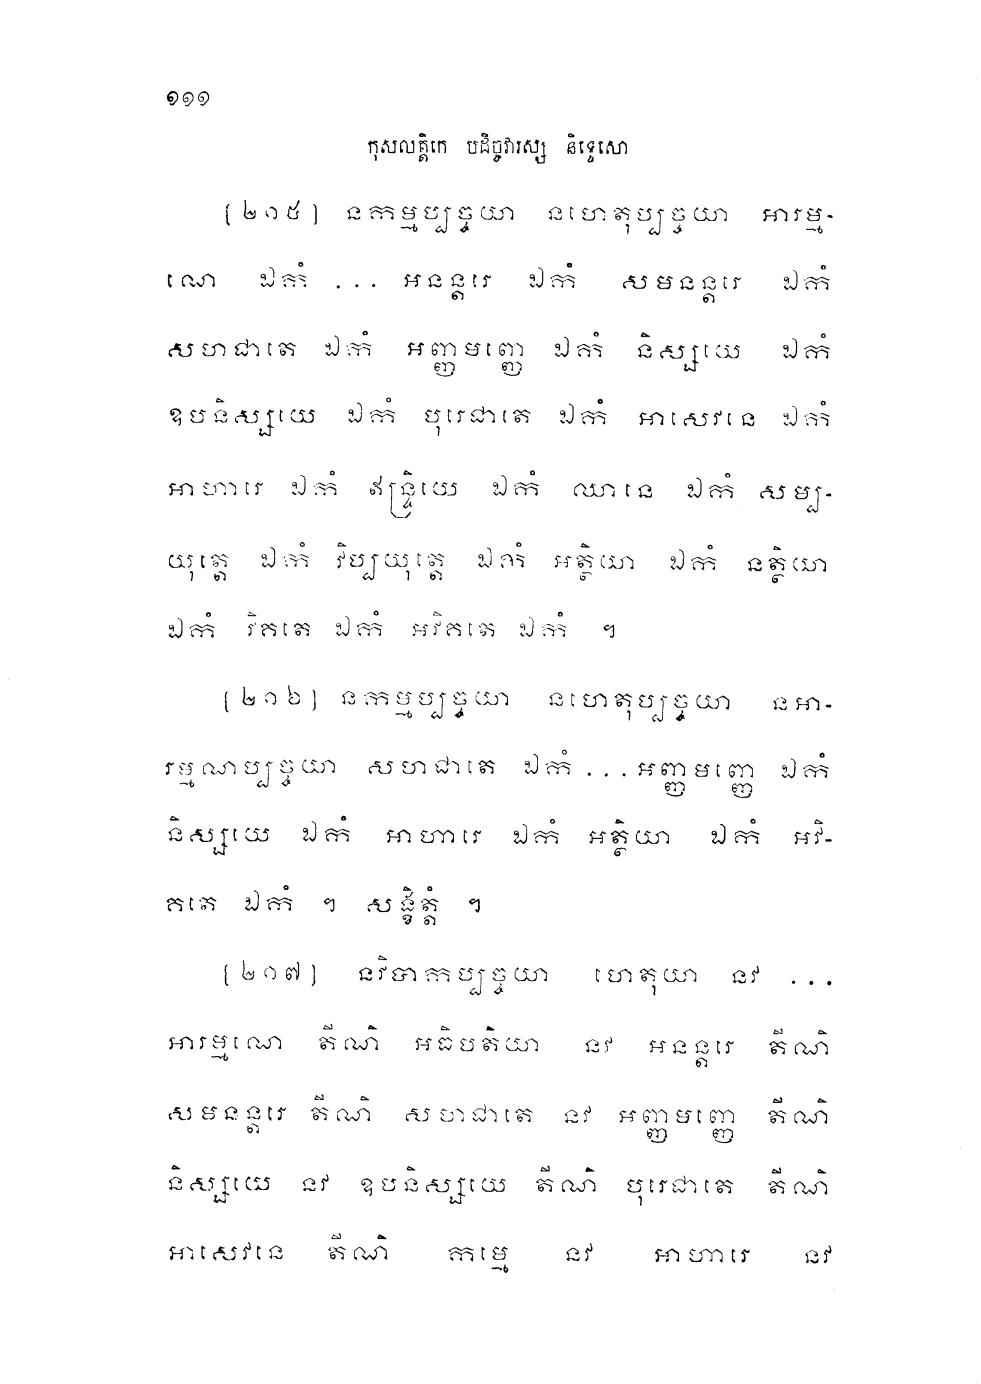 ១១១
កុសលត្តិកេ បដិច្ចវារស្ស និទ្ទេសោ
[២១៥] នកម្មប្បច្ចយា នហេតុប្បច្ចយា អារម្ម-
ណេ ឯកំ ... អនន្តរេ ឯកំ សមនន្តរេ ឯកំ
សហជាតេ ឯកំ អញ្ញមញ្ញេ ឯកំ និស្សយេ ឯកំ
ឧបនិស្សយេ ឯកំ បុរេជាតេ ឯកំ អាសេវនេ ឯកំ
អាហារេ ឯកំ ឥន្ទ្រិយេ ឯកំ ឈានេ ឯកំ សម្ប-
យុត្តេ ឯកំ វិប្បយុត្តេ ឯកំ អត្ថិយា ឯកំ នត្ថិយា
ឯកំ វិគតេ ឯកំ អវិគតេ ឯកំ ។
[២១៦] នកម្មប្បច្ចយា នហេតុប្បច្ចយា នអា-
រម្មណប្បច្ចយា សហជាតេ ឯកំ ... អញ្ញមញ្ញេ ឯកំ
និស្សយេ ឯកំ អាហារេ ឯកំ អត្ថិយា ឯកំ អវិ-
គតេ ឯកំ ។ សង្ខិត្តំ ។
[២១៧] នវិបាកប្បច្ចយា ហេតុយា នវ ...
អារម្មណេ តីណិ អធិបតិយា នវ អនន្តរេ តីណិ
សមនន្តរេ តីណិ សហជាតេ នវ អញ្ញមញ្ញេ តីណិ
និស្សយេ នវ ឧបនិស្សយេ តីណិ បុរេជាតេ តីណិ
អាសេវនេ តីណិ កម្មេ នវ អាហារេ នវ